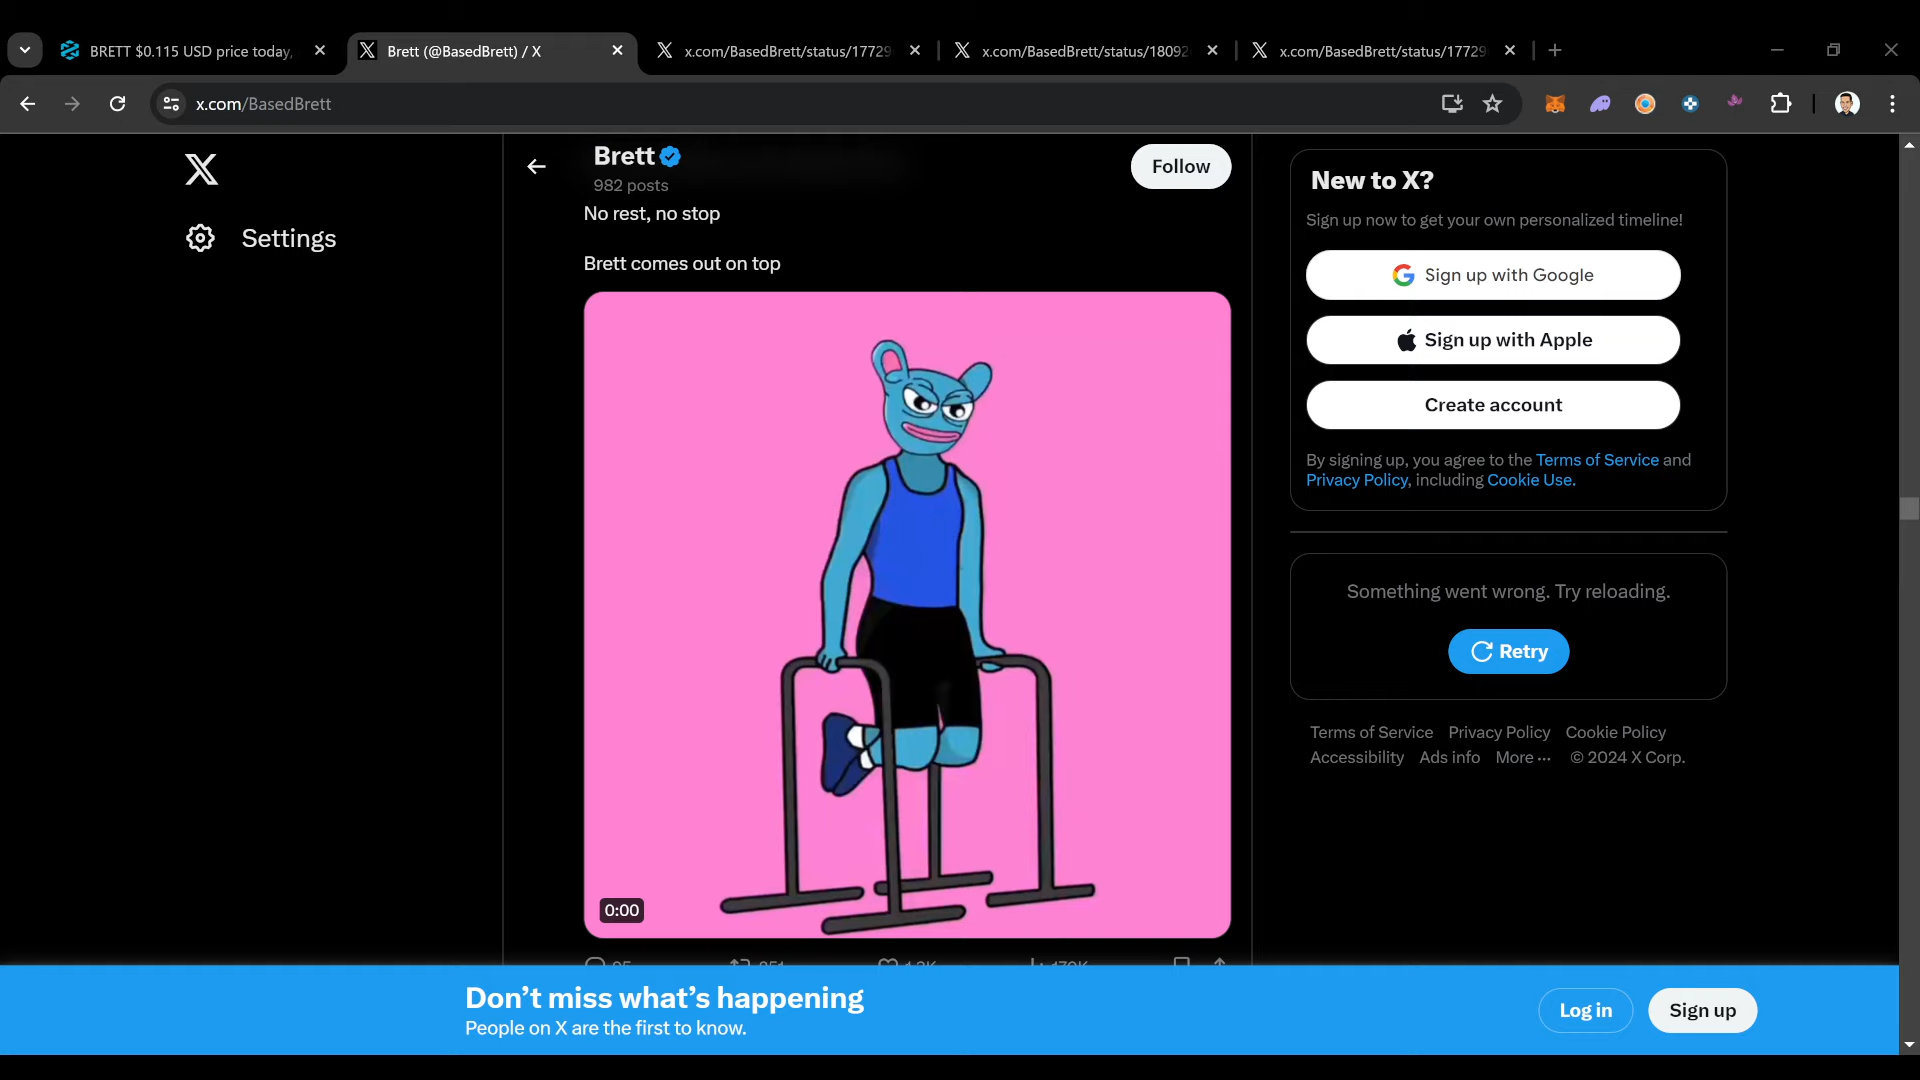 BRETT $0.115 USD price today,
Brett (@BasedBrett) / X
x.com/BasedBrett/status/17729
x.com/BasedBrett/status/18092
x.com/BasedBrett/status/17729
x.com/BasedBrett
Brett
982 posts
Follow
No rest, no stop
Brett comes out on top
0:00
Settings
New to X?
Sign up now to get your own personalized timeline!
Sign up with Google
Sign up with Apple
Create account
By signing up, you agree to the Terms of Service and
Privacy Policy, including Cookie Use.
Something went wrong. Try reloading.
Retry
Terms of Service Privacy Policy Cookie Policy
Accessibility Ads info More ··· © 2024 X Corp.
Don’t miss what’s happening
People on X are the first to know.
Log in
Sign up